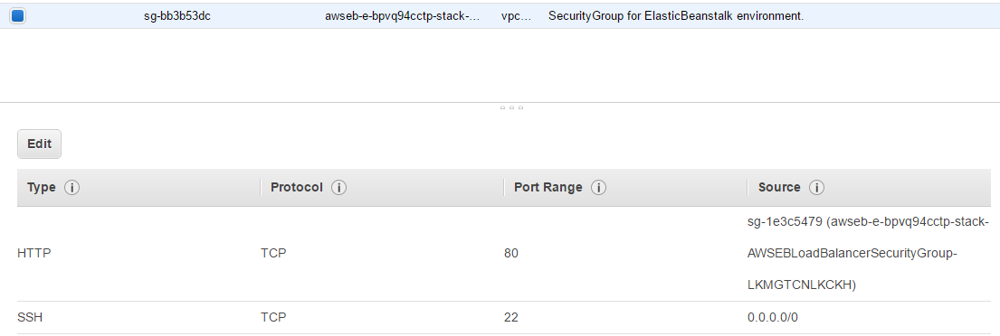 sg-bb3b53dc awseb-e-bpvq94cctp-stack-... vpc... SecurityGroup for ElasticBeanstalk environment.
Edit
Type Protocol Port Range Source
HTTP TCP 80 sg-1e3c5479 (awseb-e-bpvq94cctp-stack-
AWSEBLoadBalancerSecurityGroup-
LKMGTCNLKCKH)
SSH TCP 22 0.0.0.0/0